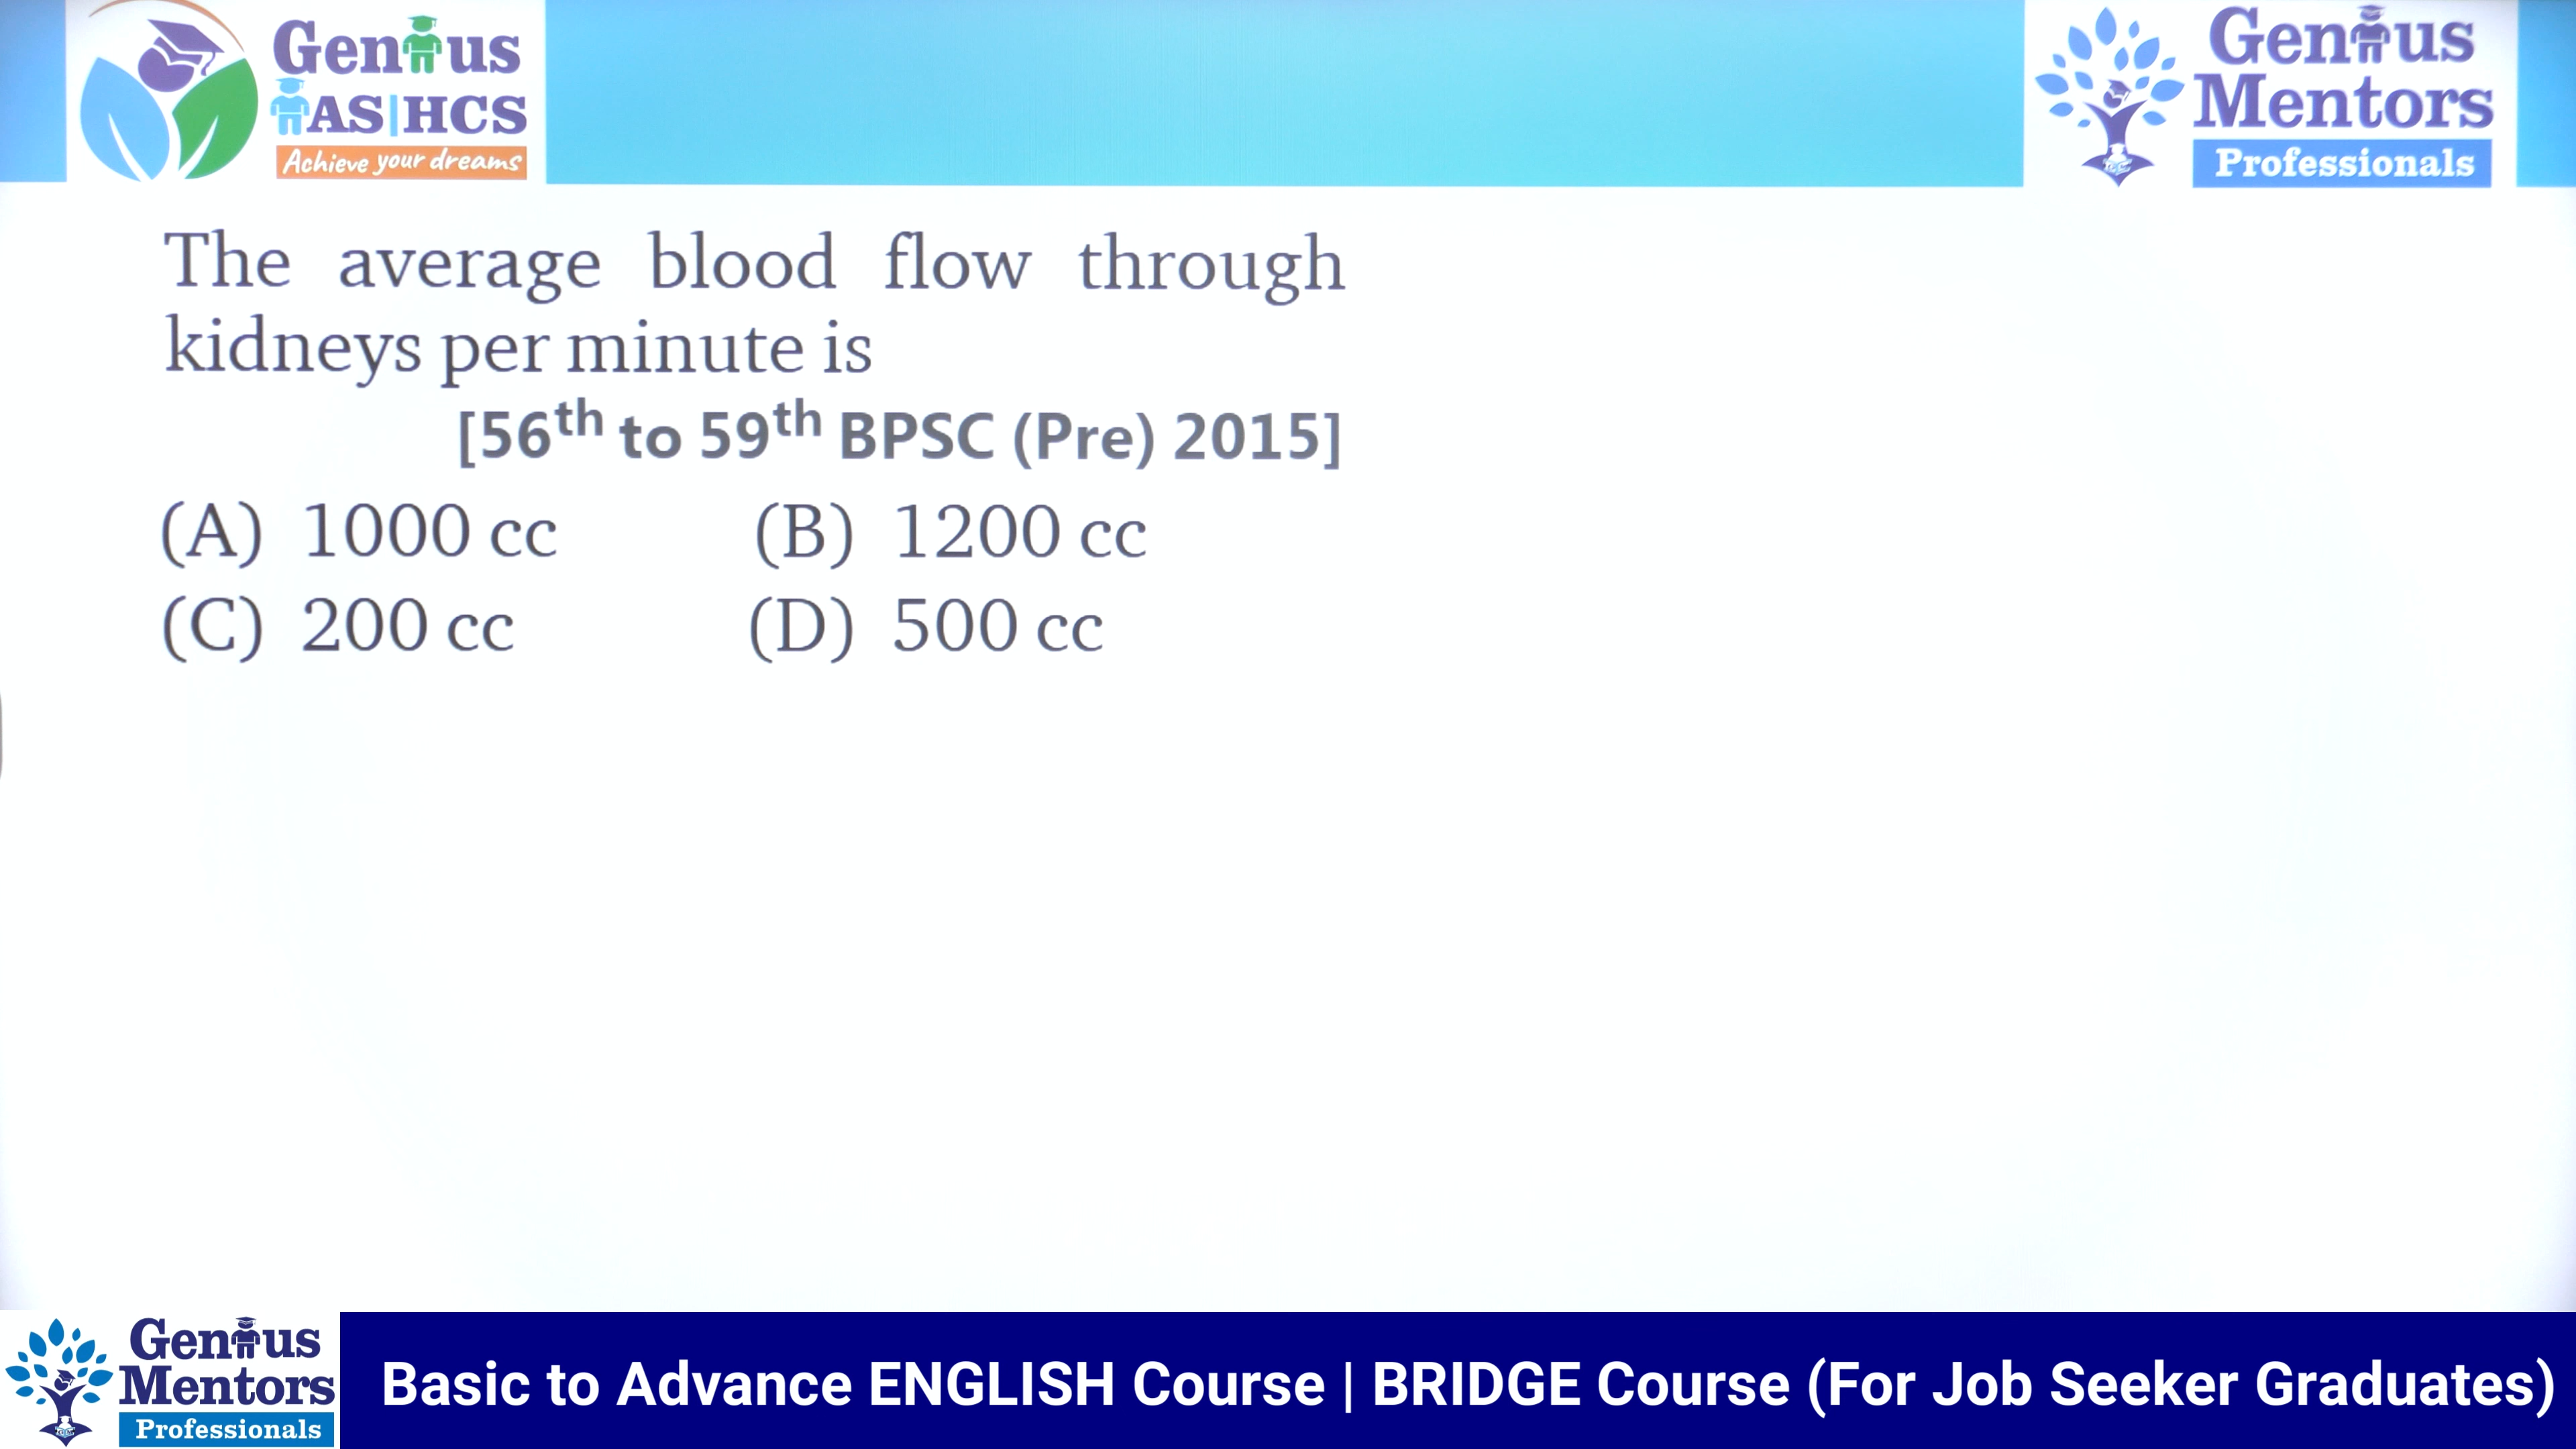 Genius
IAS|HCS
Achieve your dreams
Genius
Mentors
Professionals
The average blood flow through
kidneys per minute is
[56th to 59th BPSC (Pre) 2015]
(A) 1000 cc (B) 1200 cc
(C) 200 cc (D) 500 cc
Genius
Mentors
Professionals
Basic to Advance ENGLISH Course | BRIDGE Course (For Job Seeker Graduates)